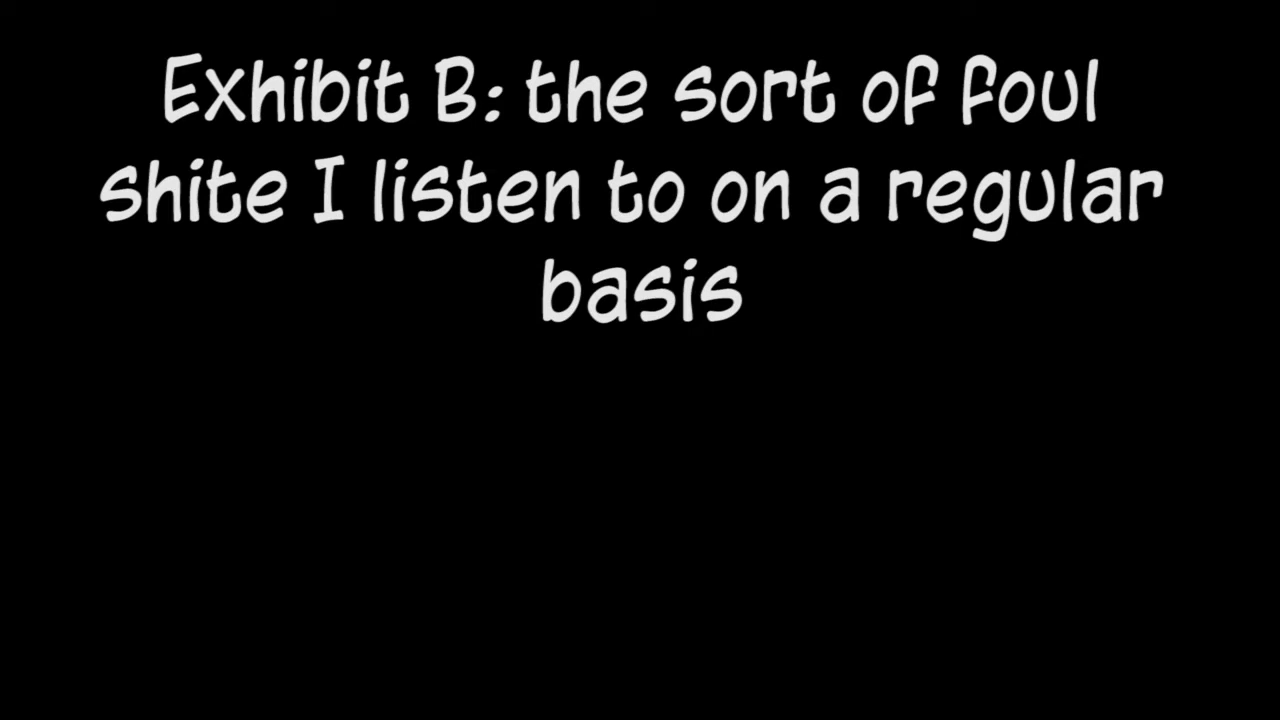 Exhibit B: the sort of foul
shite I listen to on a regular
basis